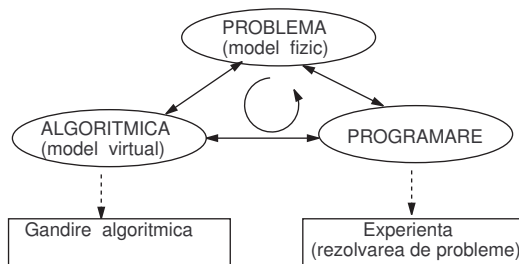 PROBLEMA
(model fizic)
ALGORITMICA
(model virtual)
PROGRAMARE
Gandire algoritmica
Experienta
(rezolvarea de probleme)